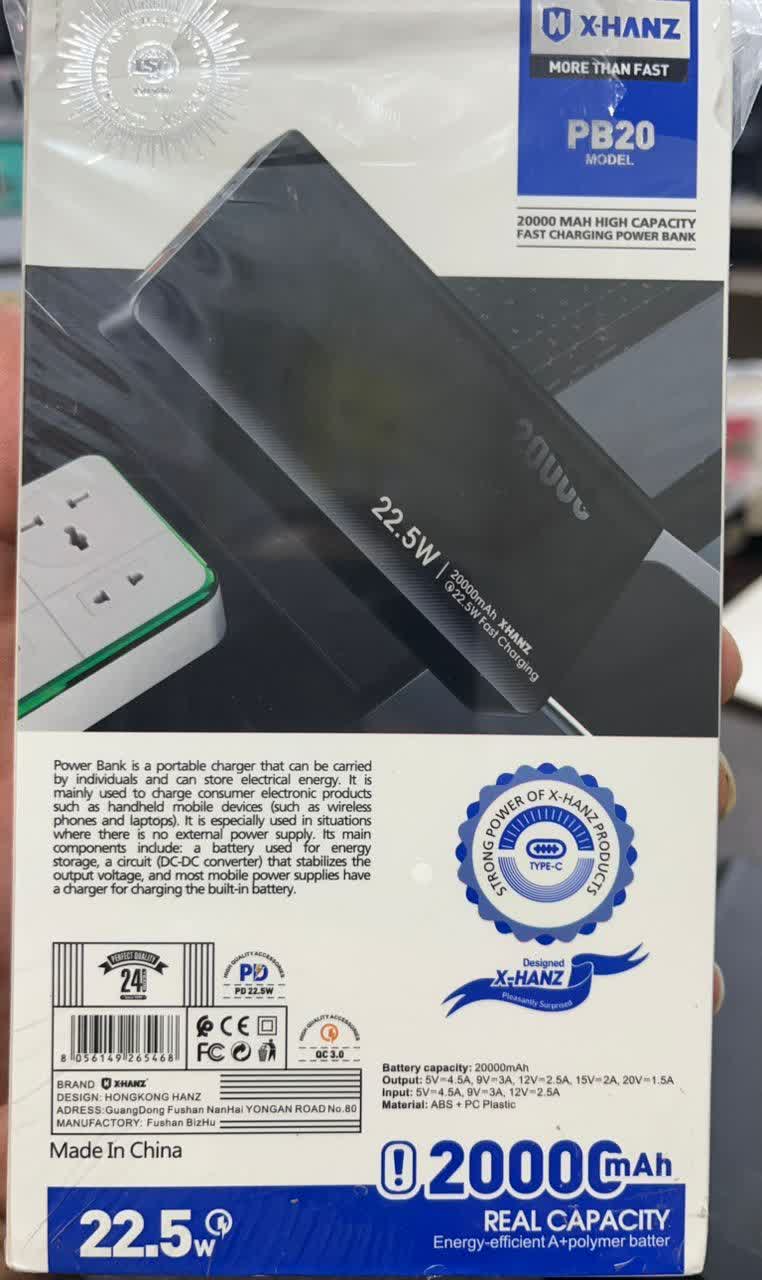 X-HANZ
MORE THAN FAST
PB20
MODEL
20000 MAH HIGH CAPACITY
FAST CHARGING POWER BANK
20000
22.5W
20000mAh X-HANZ
22.5W Fast Charging
Power Bank is a portable charger that can be carried
by individuals and can store electrical energy. It is
mainly used to charge consumer electronic products
such as handheld mobile devices (such as wireless
phones and laptops). It is especially used in situations
where there is no external power supply. Its main
components include: a battery used for energy
storage, a circuit (DC-DC converter) that stabilizes the
output voltage, and most mobile power supplies have
a charger for charging the built-in battery.
STRONG POWER OF X-HANZ PRODUCTS
TYPE-C
Designed
X-HANZ
Pleasantly Surprised
PERFECT QUALITY
24
HIGH QUALITY ACCESSORIES
PD
PD 22.5W
8 056149 265468
CE
FC
HIGH QUALITY ACCESSORIES
QC 3.0
BRAND X-HANZ
DESIGN: HONGKONG HANZ
ADRESS:GuangDong Fushan NanHai YONGAN ROAD No.80
MANUFACTORY: Fushan BizHu
Made In China
Battery capacity: 20000mAh
Output: 5V=4.5A, 9V=3A, 12V=2.5A, 15V=2A, 20V=1.5A
Input: 5V=4.5A, 9V=3A, 12V=2.5A
Material: ABS + PC Plastic
20000mAh
22.5W
REAL CAPACITY
Energy-efficient A+polymer batter